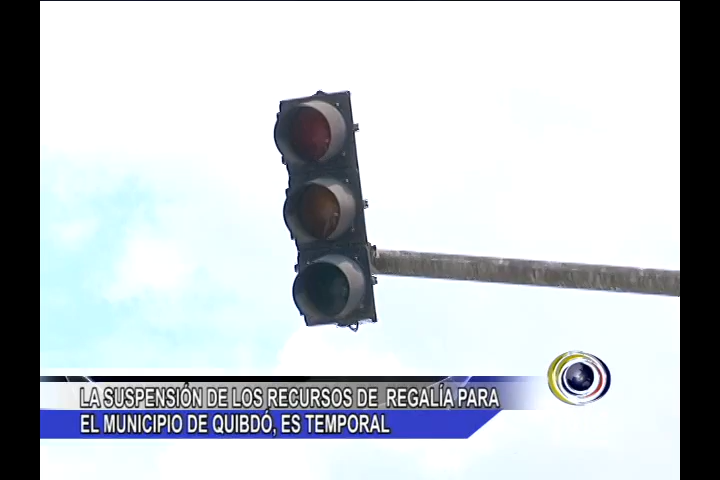 LA SUSPENSIÓN DE LOS RECURSOS DE REGALÍA PARA
EL MUNICIPIO DE QUIBDÓ, ES TEMPORAL